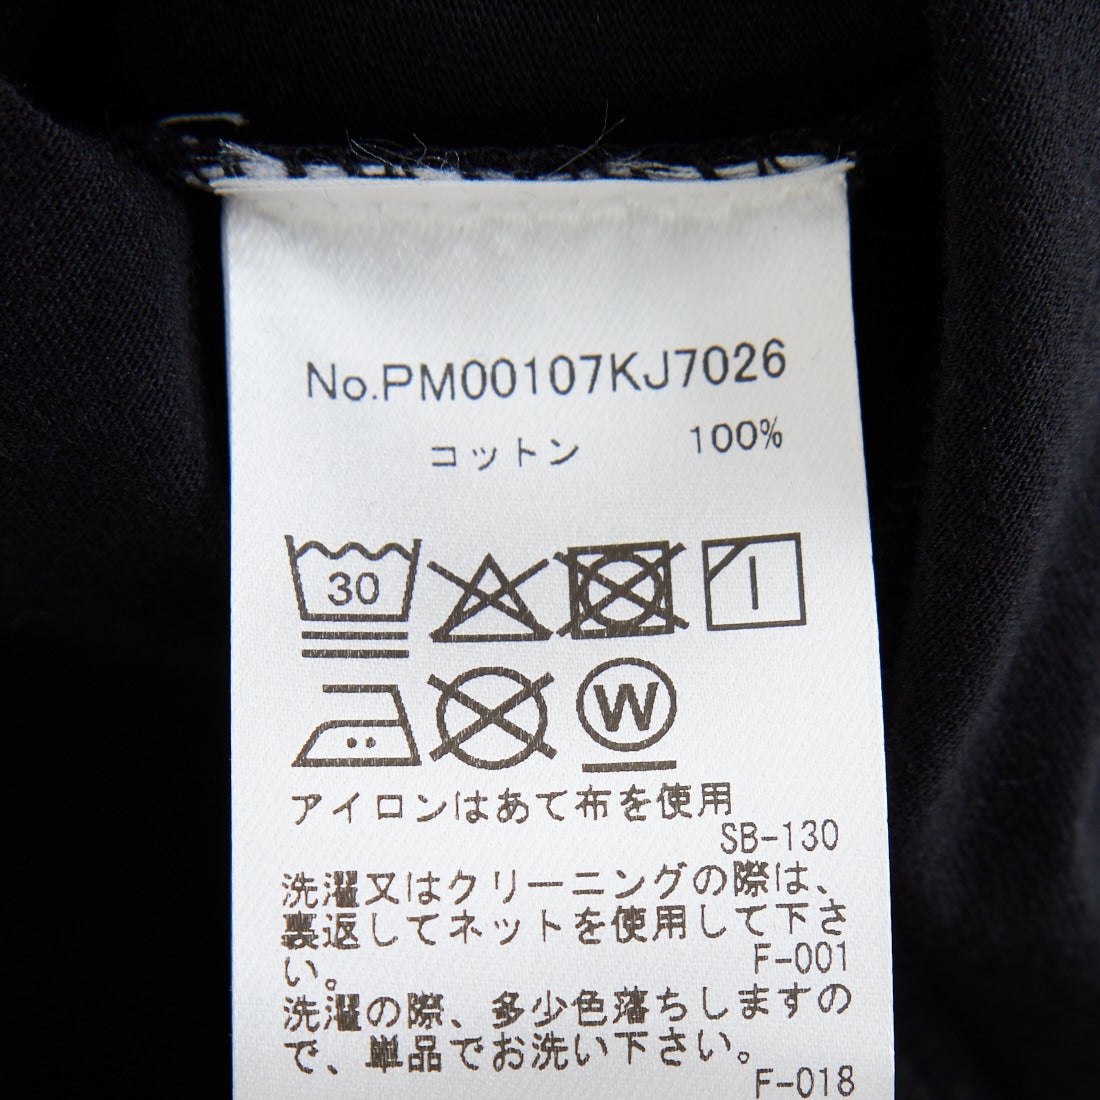 No.PM00107KJ7026
コットン 100%
30
W
アイロンはあて布を使用
SB-130
洗濯又はクリーニングの際は、
裏返してネットを使用して下さ
い。
F-001
洗濯の際、多少色落ちしますの
で、単品でお洗い下さい。
F-018